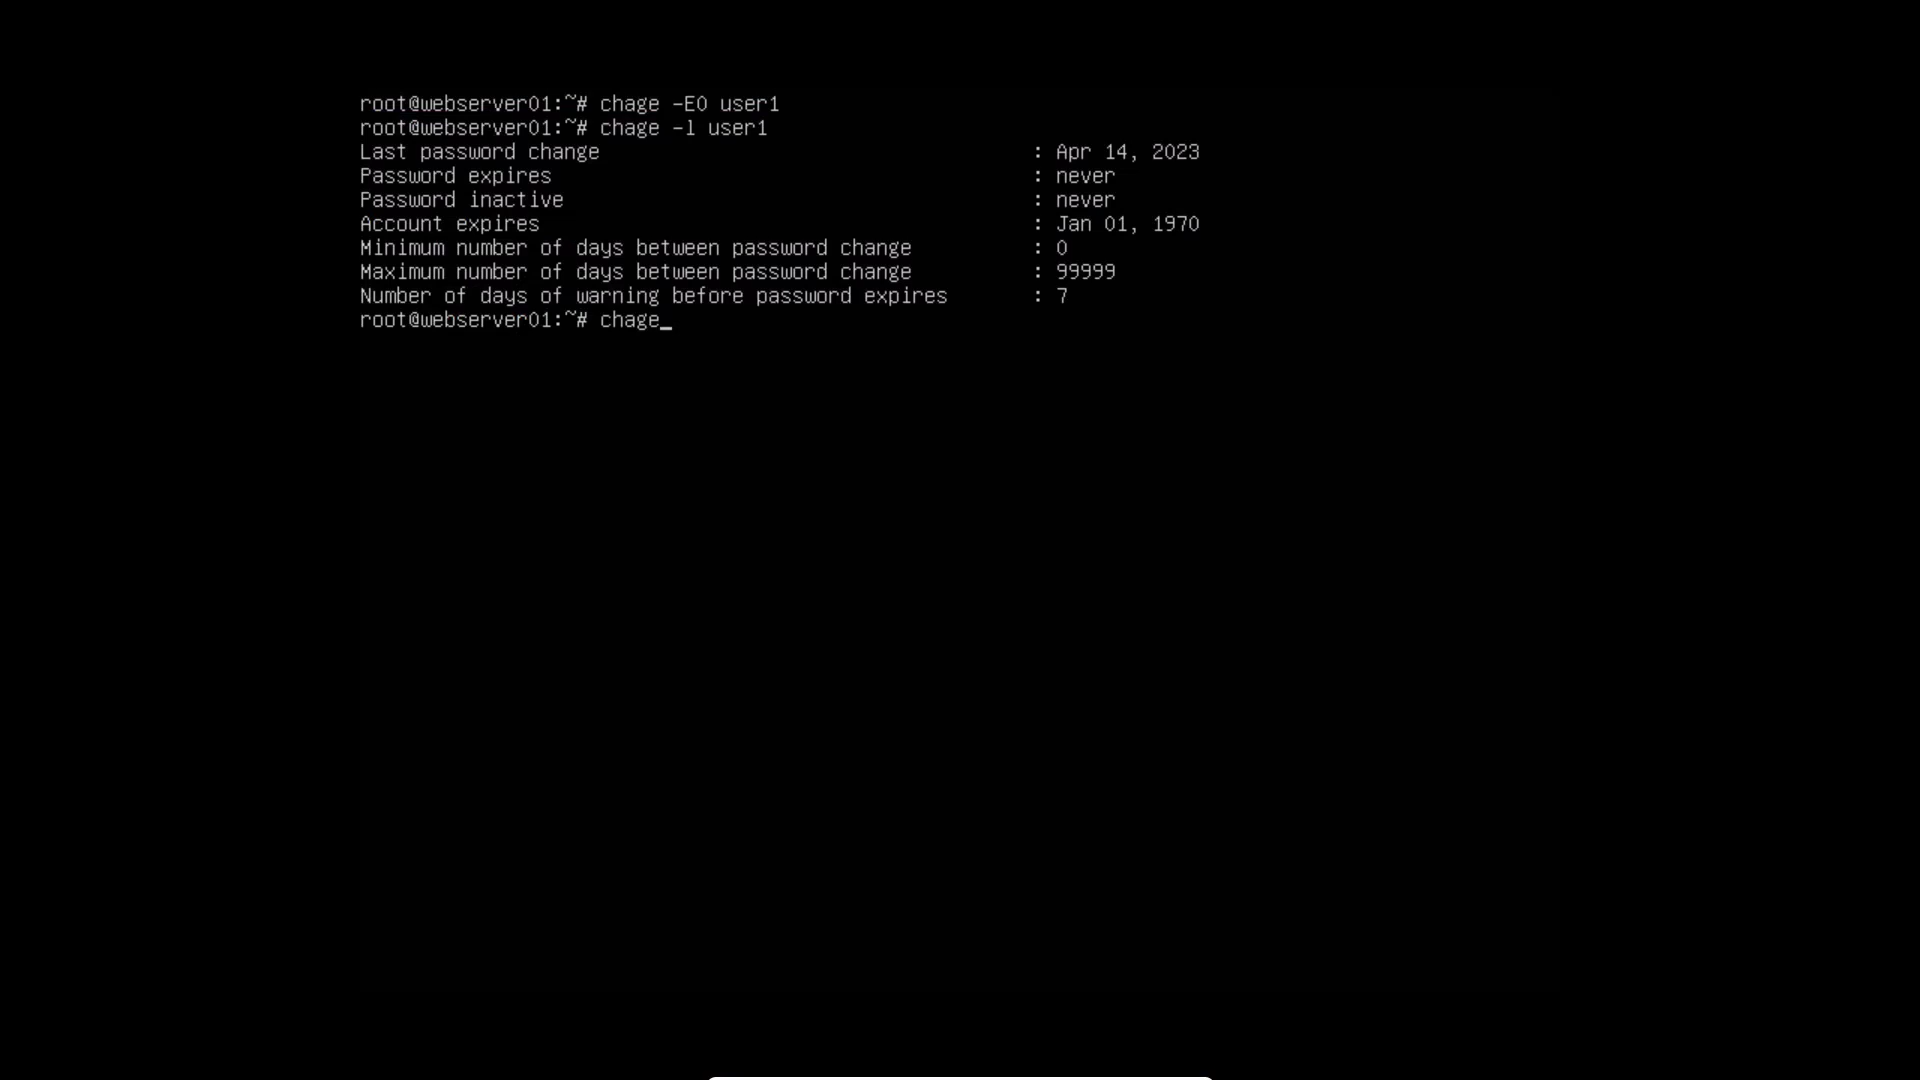 root@webserver01:~# chage -E0 user1
root@webserver01:~# chage -l user1
Last password change : Apr 14, 2023
Password expires : never
Password inactive : never
Account expires : Jan 01, 1970
Minimum number of days between password change : 0
Maximum number of days between password change : 99999
Number of days of warning before password expires : 7
root@webserver01:~# chage_